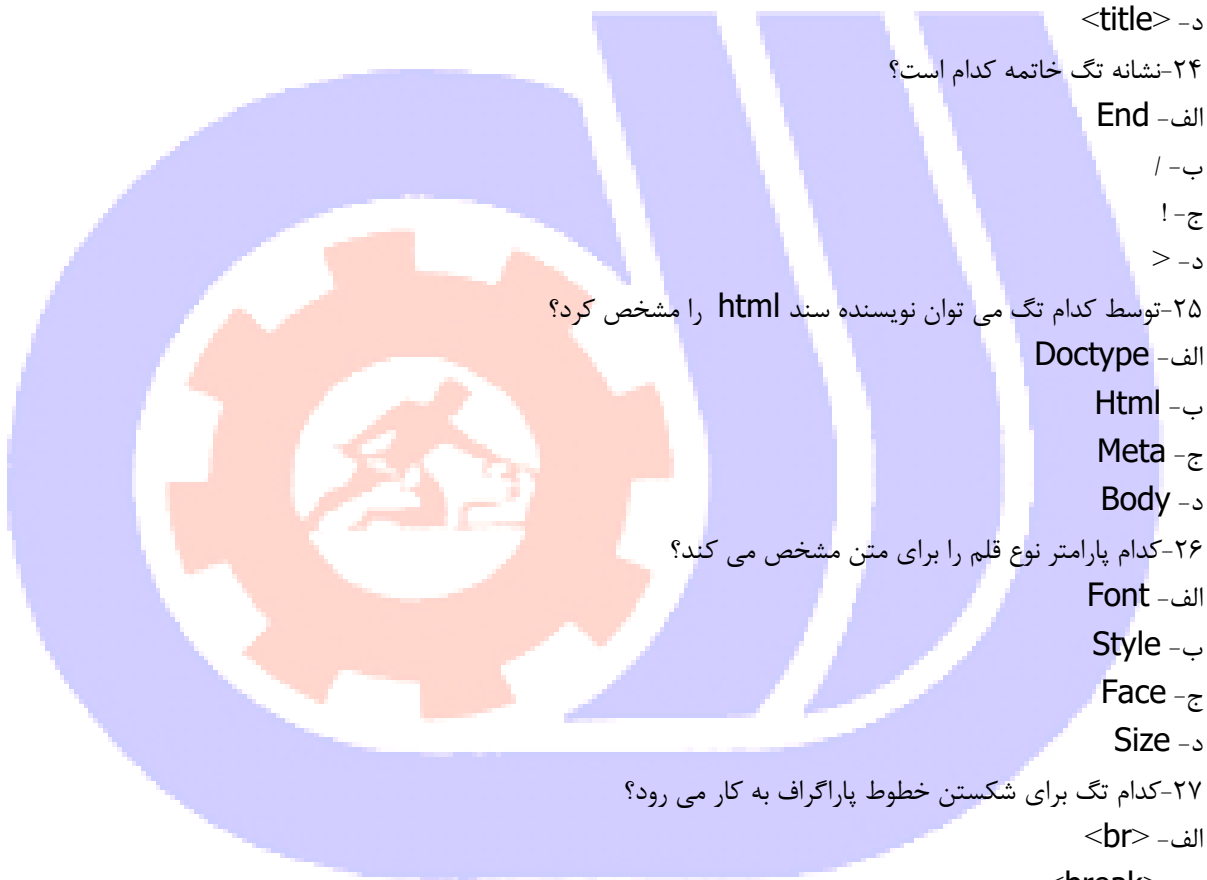 د- <title>
۲۴-نشانه تگ خاتمه کدام است؟
الف- End
ب- /
ج- !
د- <
۲۵-توسط کدام تگ می توان نویسنده سند html را مشخص کرد؟
الف- Doctype
ب- Html
ج- Meta
د- Body
۲۶-کدام پارامتر نوع قلم را برای متن مشخص می کند؟
الف- Font
ب- Style
ج- Face
د- Size
۲۷-کدام تگ برای شکستن خطوط پاراگراف به کار می رود؟
الف- <br>